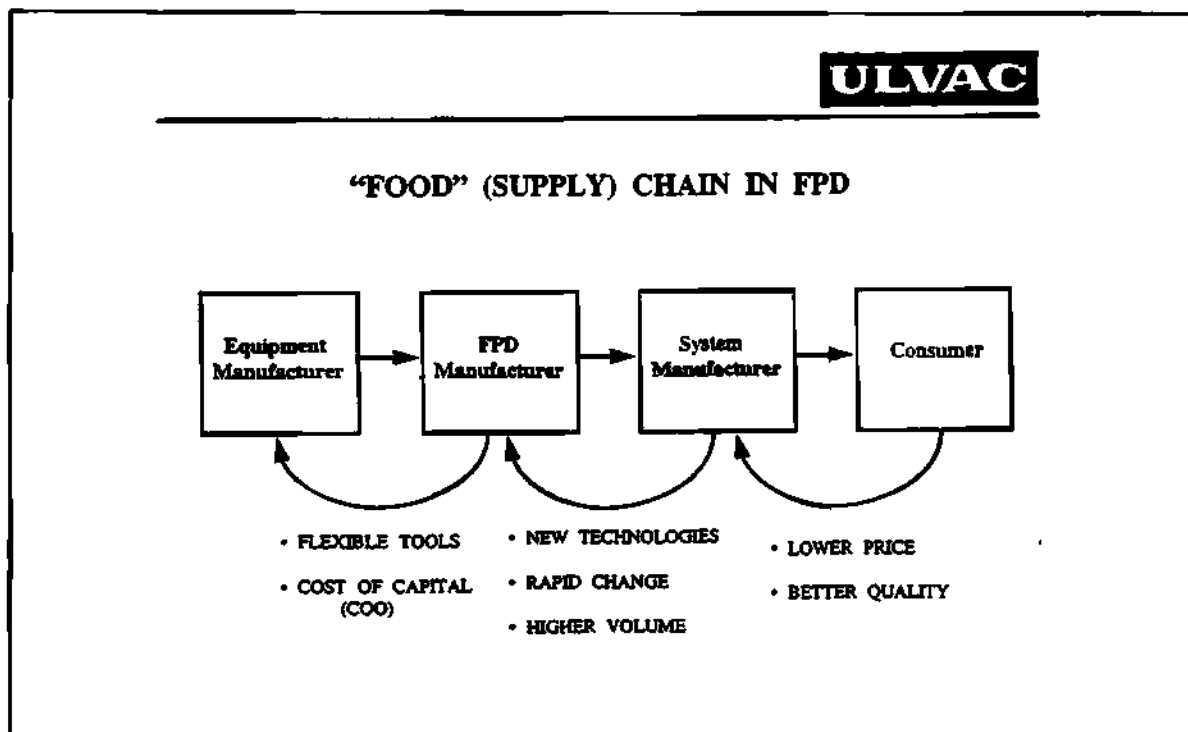 ULVAC
“FOOD” (SUPPLY) CHAIN IN FPD
Equipment
Manufacturer
FPD
Manufacturer
System
Manufacturer
Consumer
• FLEXIBLE TOOLS
• COST OF CAPITAL
(COO)
• NEW TECHNOLOGIES
• RAPID CHANGE
• HIGHER VOLUME
• LOWER PRICE
• BETTER QUALITY